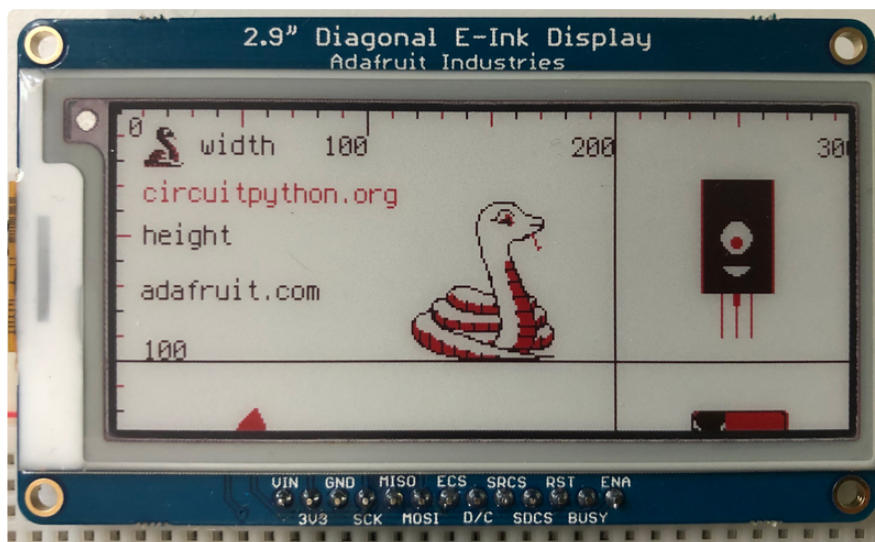 2.9" Diagonal E-Ink Display
Adafruit Industries
0
width 100 200 300
circuitpython.org
height
adafruit.com
100
VIN GND MISO ECS SRCS RST ENA
3V3 SCK MOSI D/C SDCS BUSY